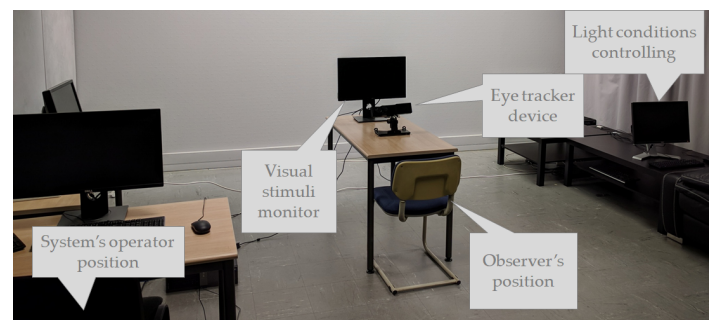 Light conditions
controlling
Eye tracker
device
Visual
stimuli
monitor
System's operator
position
Observer's
position